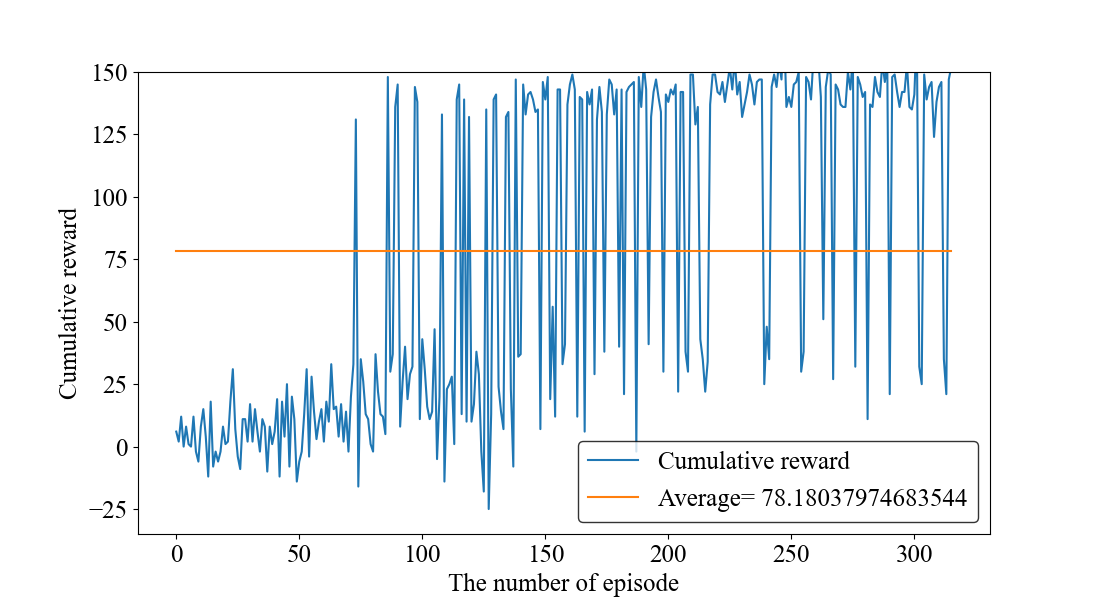 150
125
100
75
50
25
0
−25
Cumulative reward
Cumulative reward
Average= 78.18037974683544
0 50 100 150 200 250 300
The number of episode